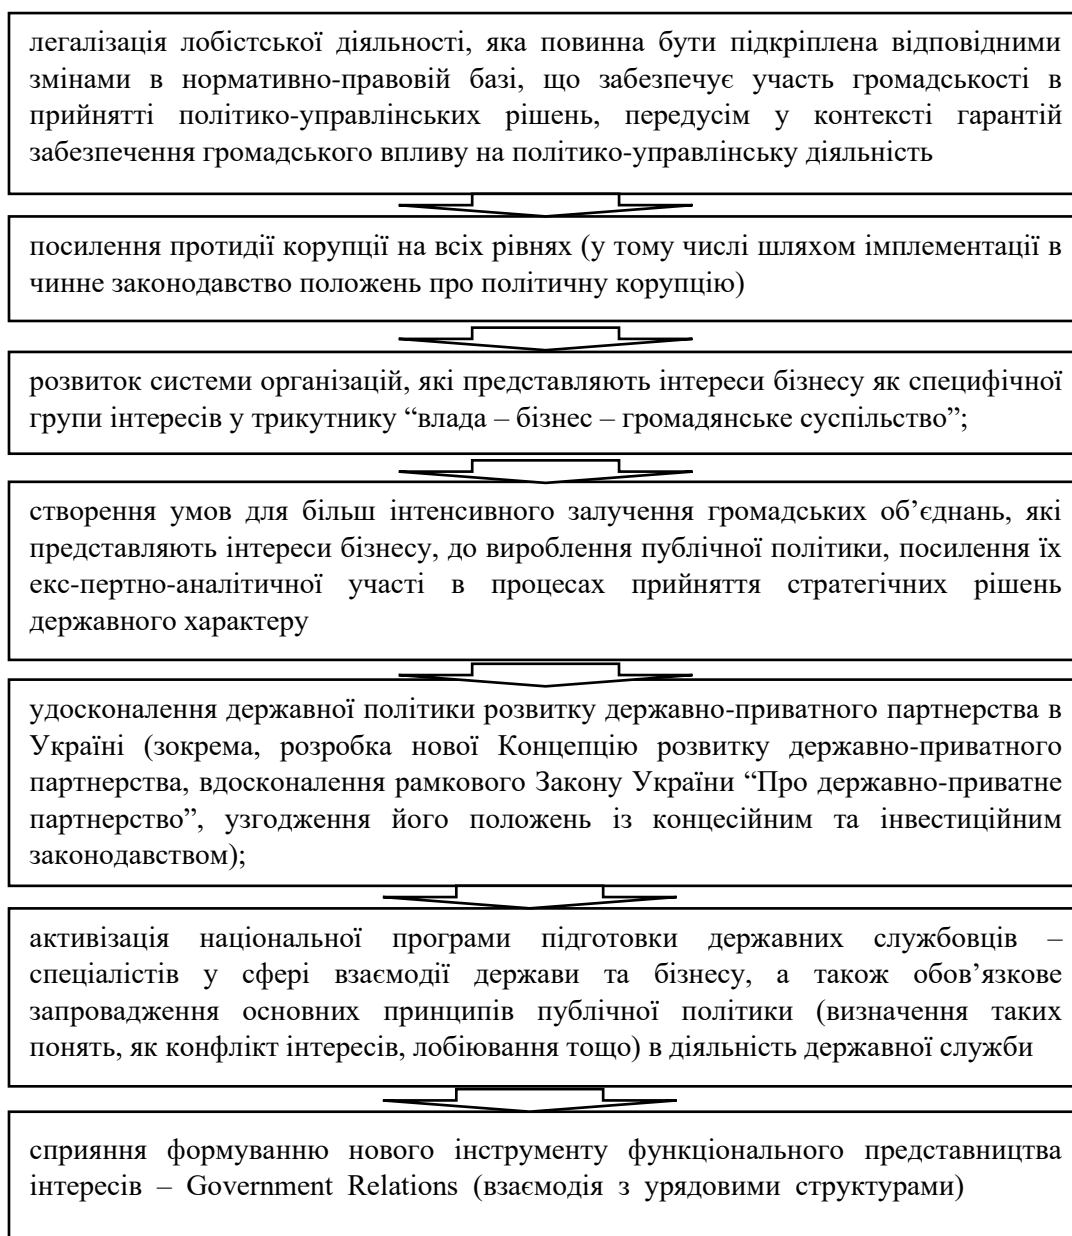 легалізація лобістської діяльності, яка повинна бути підкріплена відповідними
змінами в нормативно-правовій базі, що забезпечує участь громадськості в
прийнятті політико-управлінських рішень, передусім у контексті гарантій
забезпечення громадського впливу на політико-управлінську діяльність
посилення протидії корупції на всіх рівнях (у тому числі шляхом імплементації в
чинне законодавство положень про політичну корупцію)
розвиток системи організацій, які представляють інтереси бізнесу як специфічної
групи інтересів у трикутнику “влада – бізнес – громадянське суспільство”;
створення умов для більш інтенсивного залучення громадських об’єднань, які
представляють інтереси бізнесу, до вироблення публічної політики, посилення їх
екс-пертно-аналітичної участі в процесах прийняття стратегічних рішень
державного характеру
удосконалення державної політики розвитку державно-приватного партнерства в
Україні (зокрема, розробка нової Концепцію розвитку державно-приватного
партнерства, вдосконалення рамкового Закону України “Про державно-приватне
партнерство”, узгодження його положень із концесійним та інвестиційним
законодавством);
активізація національної програми підготовки державних службовців –
спеціалістів у сфері взаємодії держави та бізнесу, а також обов’язкове
запровадження основних принципів публічної політики (визначення таких
понять, як конфлікт інтересів, лобіювання тощо) в діяльність державної служби
сприяння формуванню нового інструменту функціонального представництва
інтересів – Government Relations (взаємодія з урядовими структурами)